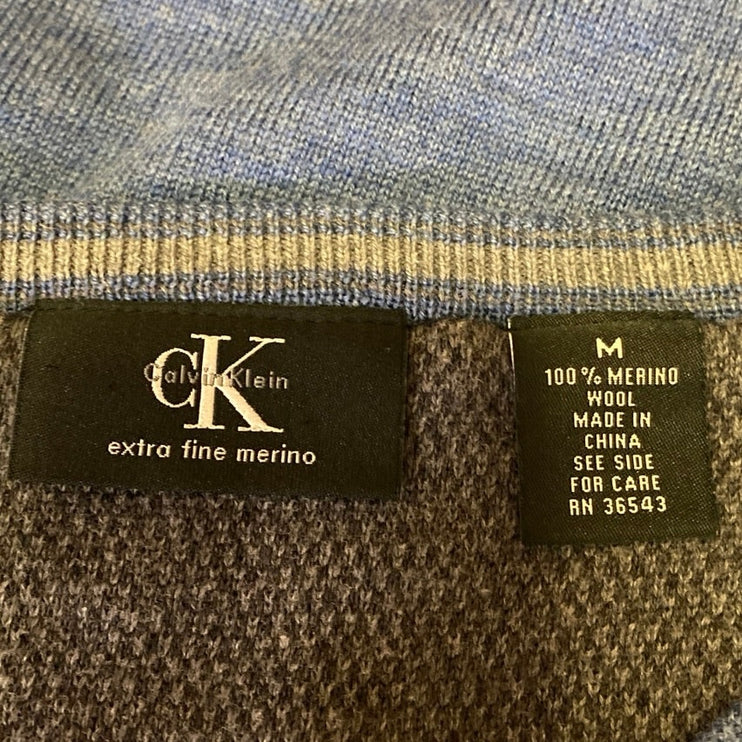 cK
Calvin Klein
extra fine merino
M
100% MERINO
WOOL
MADE IN
CHINA
SEE SIDE
FOR CARE
RN 36543